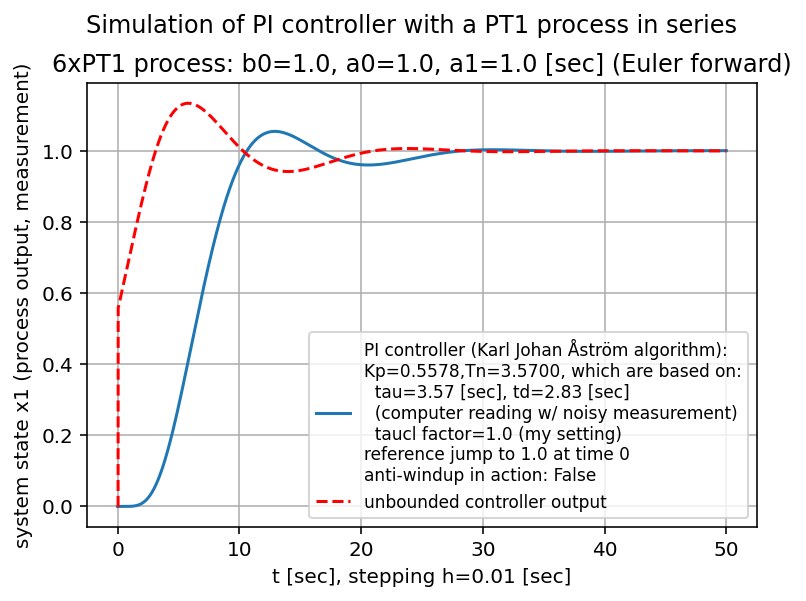 Simulation of PI controller with a PT1 process in series
6xPT1 process: b0=1.0, a0=1.0, a1=1.0 [sec] (Euler forward)
system state x1 (process output, measurement)
1.0
0.8
0.6
0.4
0.2
0.0
PI controller (Karl Johan Åström algorithm):
Kp=0.5578,Tn=3.5700, which are based on:
tau=3.57 [sec], td=2.83 [sec]
(computer reading w/ noisy measurement)
taucl factor=1.0 (my setting)
reference jump to 1.0 at time 0
anti-windup in action: False
unbounded controller output
0 10 20 30 40 50
t [sec], stepping h=0.01 [sec]